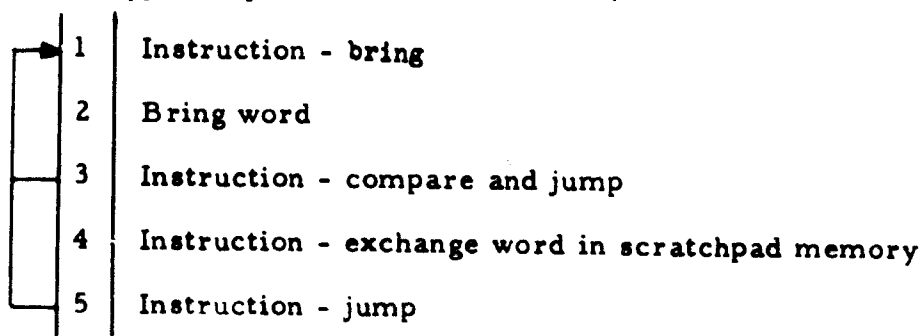 1 Instruction - bring
2 Bring word
3 Instruction - compare and jump
4 Instruction - exchange word in scratchpad memory
5 Instruction - jump